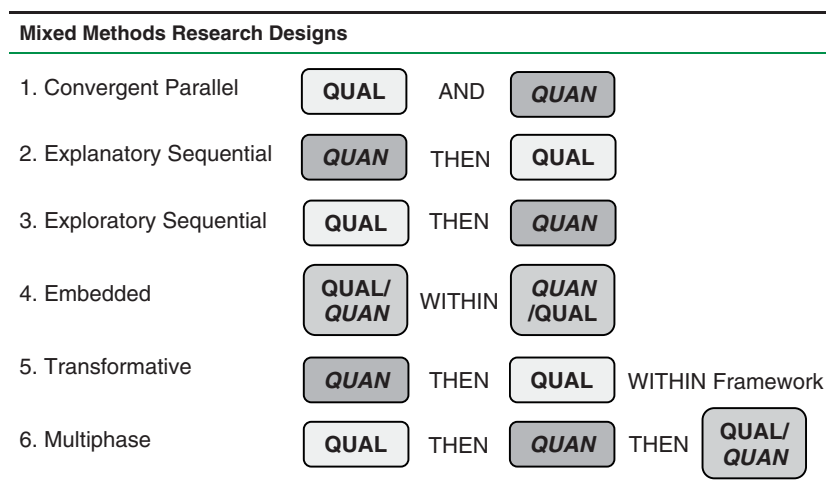 Mixed Methods Research Designs
1. Convergent Parallel QUAL AND QUAN
2. Explanatory Sequential QUAN THEN QUAL
3. Exploratory Sequential QUAL THEN QUAN
4. Embedded QUAL/ QUAN WITHIN QUAN /QUAL
5. Transformative QUAN THEN QUAL WITHIN Framework
6. Multiphase QUAL THEN QUAN THEN QUAL/ QUAN